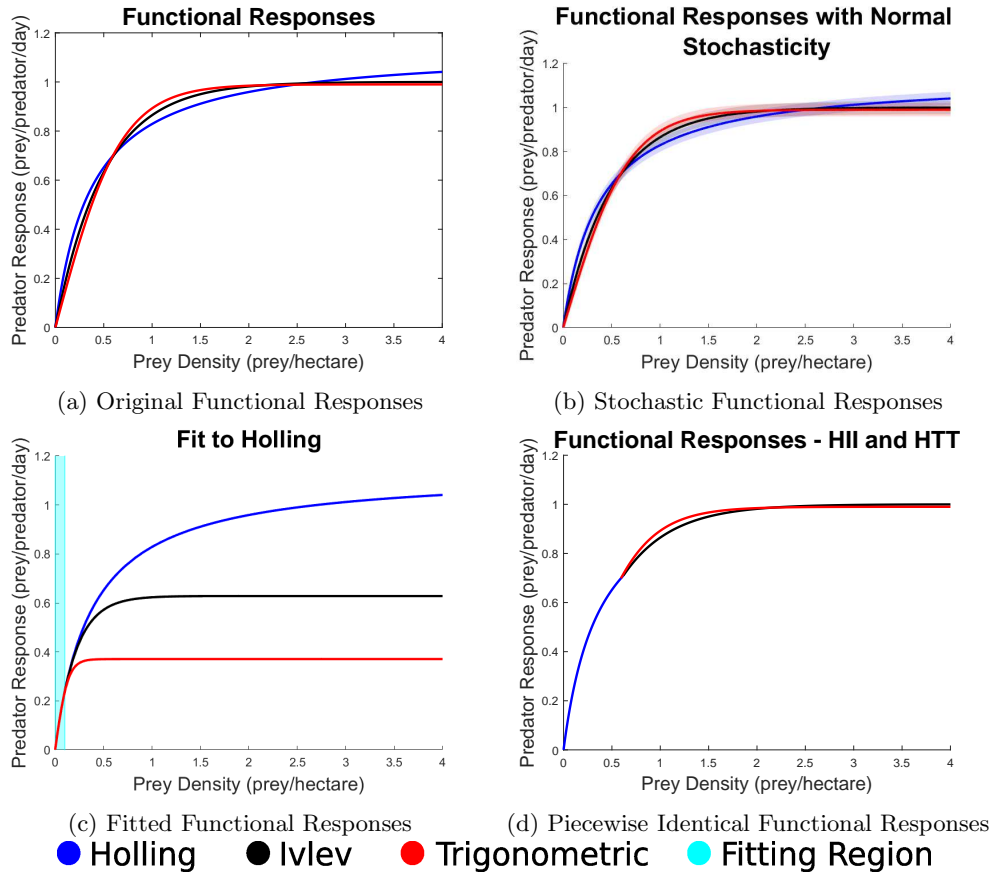 Functional Responses
1.2
1
0.8
0.6
0.4
0.2
0
Predator Response (prey/predator/day)
0 0.5 1 1.5 2 2.5 3 3.5 4
Prey Density (prey/hectare)
(a) Original Functional Responses
Functional Responses with Normal
Stochasticity
1.2
1
0.8
0.6
0.4
0.2
0
Predator Response (prey/predator/day)
0 0.5 1 1.5 2 2.5 3 3.5 4
Prey Density (prey/hectare)
(b) Stochastic Functional Responses
Fit to Holling
1.2
1
0.8
0.6
0.4
0.2
0
Predator Response (prey/predator/day)
0 0.5 1 1.5 2 2.5 3 3.5 4
Prey Density (prey/hectare)
(c) Fitted Functional Responses
Functional Responses - HII and HTT
1.2
1
0.8
0.6
0.4
0.2
0
Predator Response (prey/predator/day)
0 0.5 1 1.5 2 2.5 3 3.5 4
Prey Density (prey/hectare)
(d) Piecewise Identical Functional Responses
Holling Ivlev Trigonometric Fitting Region